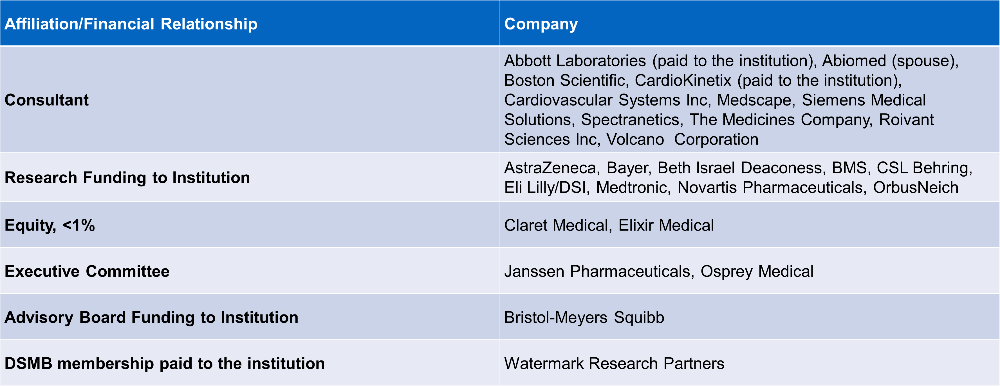 Affiliation/Financial Relationship
Company
Consultant
Abbott Laboratories (paid to the institution), Abiomed (spouse),
Boston Scientific, CardioKinetix (paid to the institution),
Cardiovascular Systems Inc, Medscape, Siemens Medical
Solutions, Spectranetics, The Medicines Company, Roivant
Sciences Inc, Volcano  Corporation
Research Funding to Institution
AstraZeneca, Bayer, Beth Israel Deaconess, BMS, CSL Behring,
Eli Lilly/DSI, Medtronic, Novartis Pharmaceuticals, OrbusNeich
Equity, <1%
Claret Medical, Elixir Medical
Executive Committee
Janssen Pharmaceuticals, Osprey Medical
Advisory Board Funding to Institution
Bristol-Meyers Squibb
DSMB membership paid to the institution
Watermark Research Partners